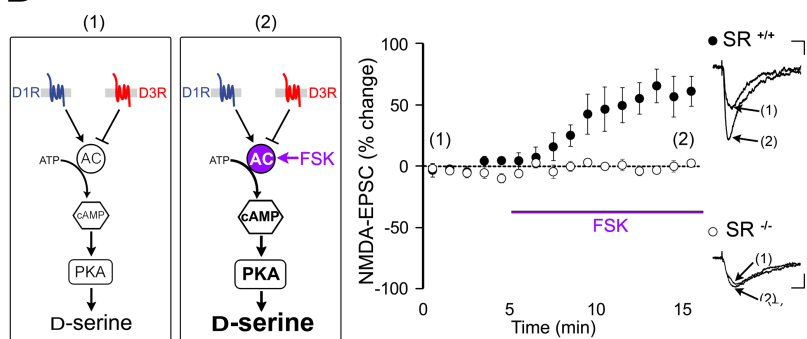 (1)
D1R
D3R
AC
ATP
cAMP
PKA
D-serine
(2)
D1R
D3R
AC
FSK
ATP
cAMP
PKA
D-serine
NMDA-EPSC (% change)
100
50
0
-50
-100
(1)
(2)
FSK
0
5
10
15
Time (min)
SR +/+
(1)
(2)
SR -/-
(1)
(2)